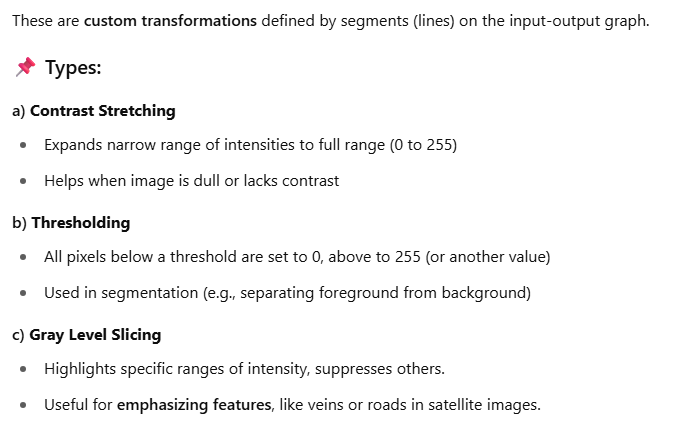 These are custom transformations defined by segments (lines) on the input-output graph.
📌 Types:
a) Contrast Stretching
• Expands narrow range of intensities to full range (0 to 255)
• Helps when image is dull or lacks contrast
b) Thresholding
• All pixels below a threshold are set to 0, above to 255 (or another value)
• Used in segmentation (e.g., separating foreground from background)
c) Gray Level Slicing
• Highlights specific ranges of intensity, suppresses others.
• Useful for emphasizing features, like veins or roads in satellite images.